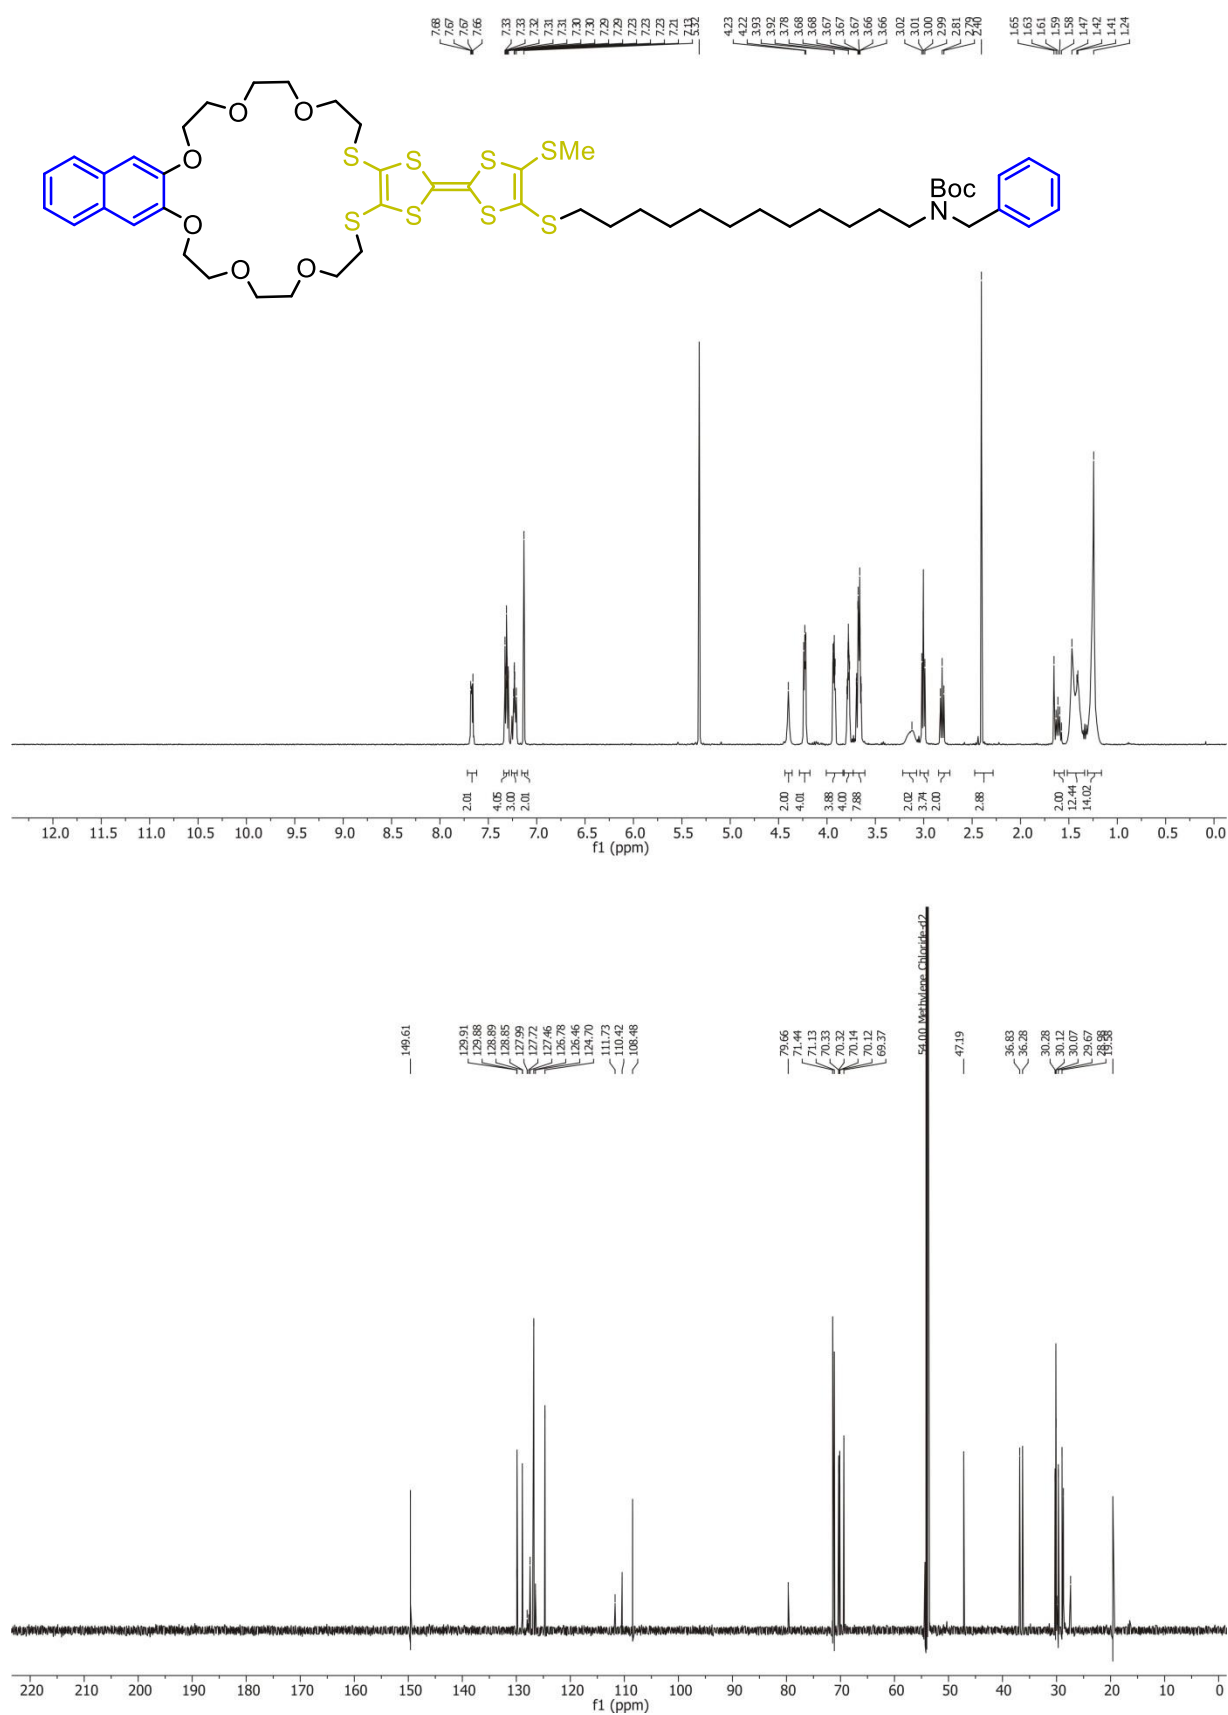 7.68 7.67 7.67 7.66 7.33 7.33 7.32 7.31 7.31 7.30 7.30 7.29 7.29 7.23 7.23 7.23 7.23 7.21 7.13 5.32 4.23 4.22 3.93 3.92 3.78 3.68 3.68 3.67 3.67 3.67 3.66 3.66 3.02 3.01 3.00 2.99 2.81 2.79 2.40 1.65 1.63 1.61 1.59 1.58 1.47 1.42 1.41 1.24
O O
O S S S SMe
Boc
N
O S S S S
O O
2.01 4.05 3.00 2.01 2.00 4.01 3.88 4.00 7.88 2.02 3.74 2.00 2.88 2.00 12.44 14.02
12.0 11.5 11.0 10.5 10.0 9.5 9.0 8.5 8.0 7.5 7.0 6.5 6.0 5.5 5.0 4.5 4.0 3.5 3.0 2.5 2.0 1.5 1.0 0.5 0.0
f1 (ppm)
149.61 129.91 129.88 128.89 128.85 127.99 127.72 127.46 126.78 126.46 124.70 111.73 110.42 108.48 79.66 71.44 71.13 70.33 70.32 70.14 70.12 69.37 54.00 Methylene Chloride-d2 47.19 36.83 36.28 30.28 30.12 30.07 29.67 19.58
220 210 200 190 180 170 160 150 140 130 120 110 100 90 80 70 60 50 40 30 20 10 0
f1 (ppm)